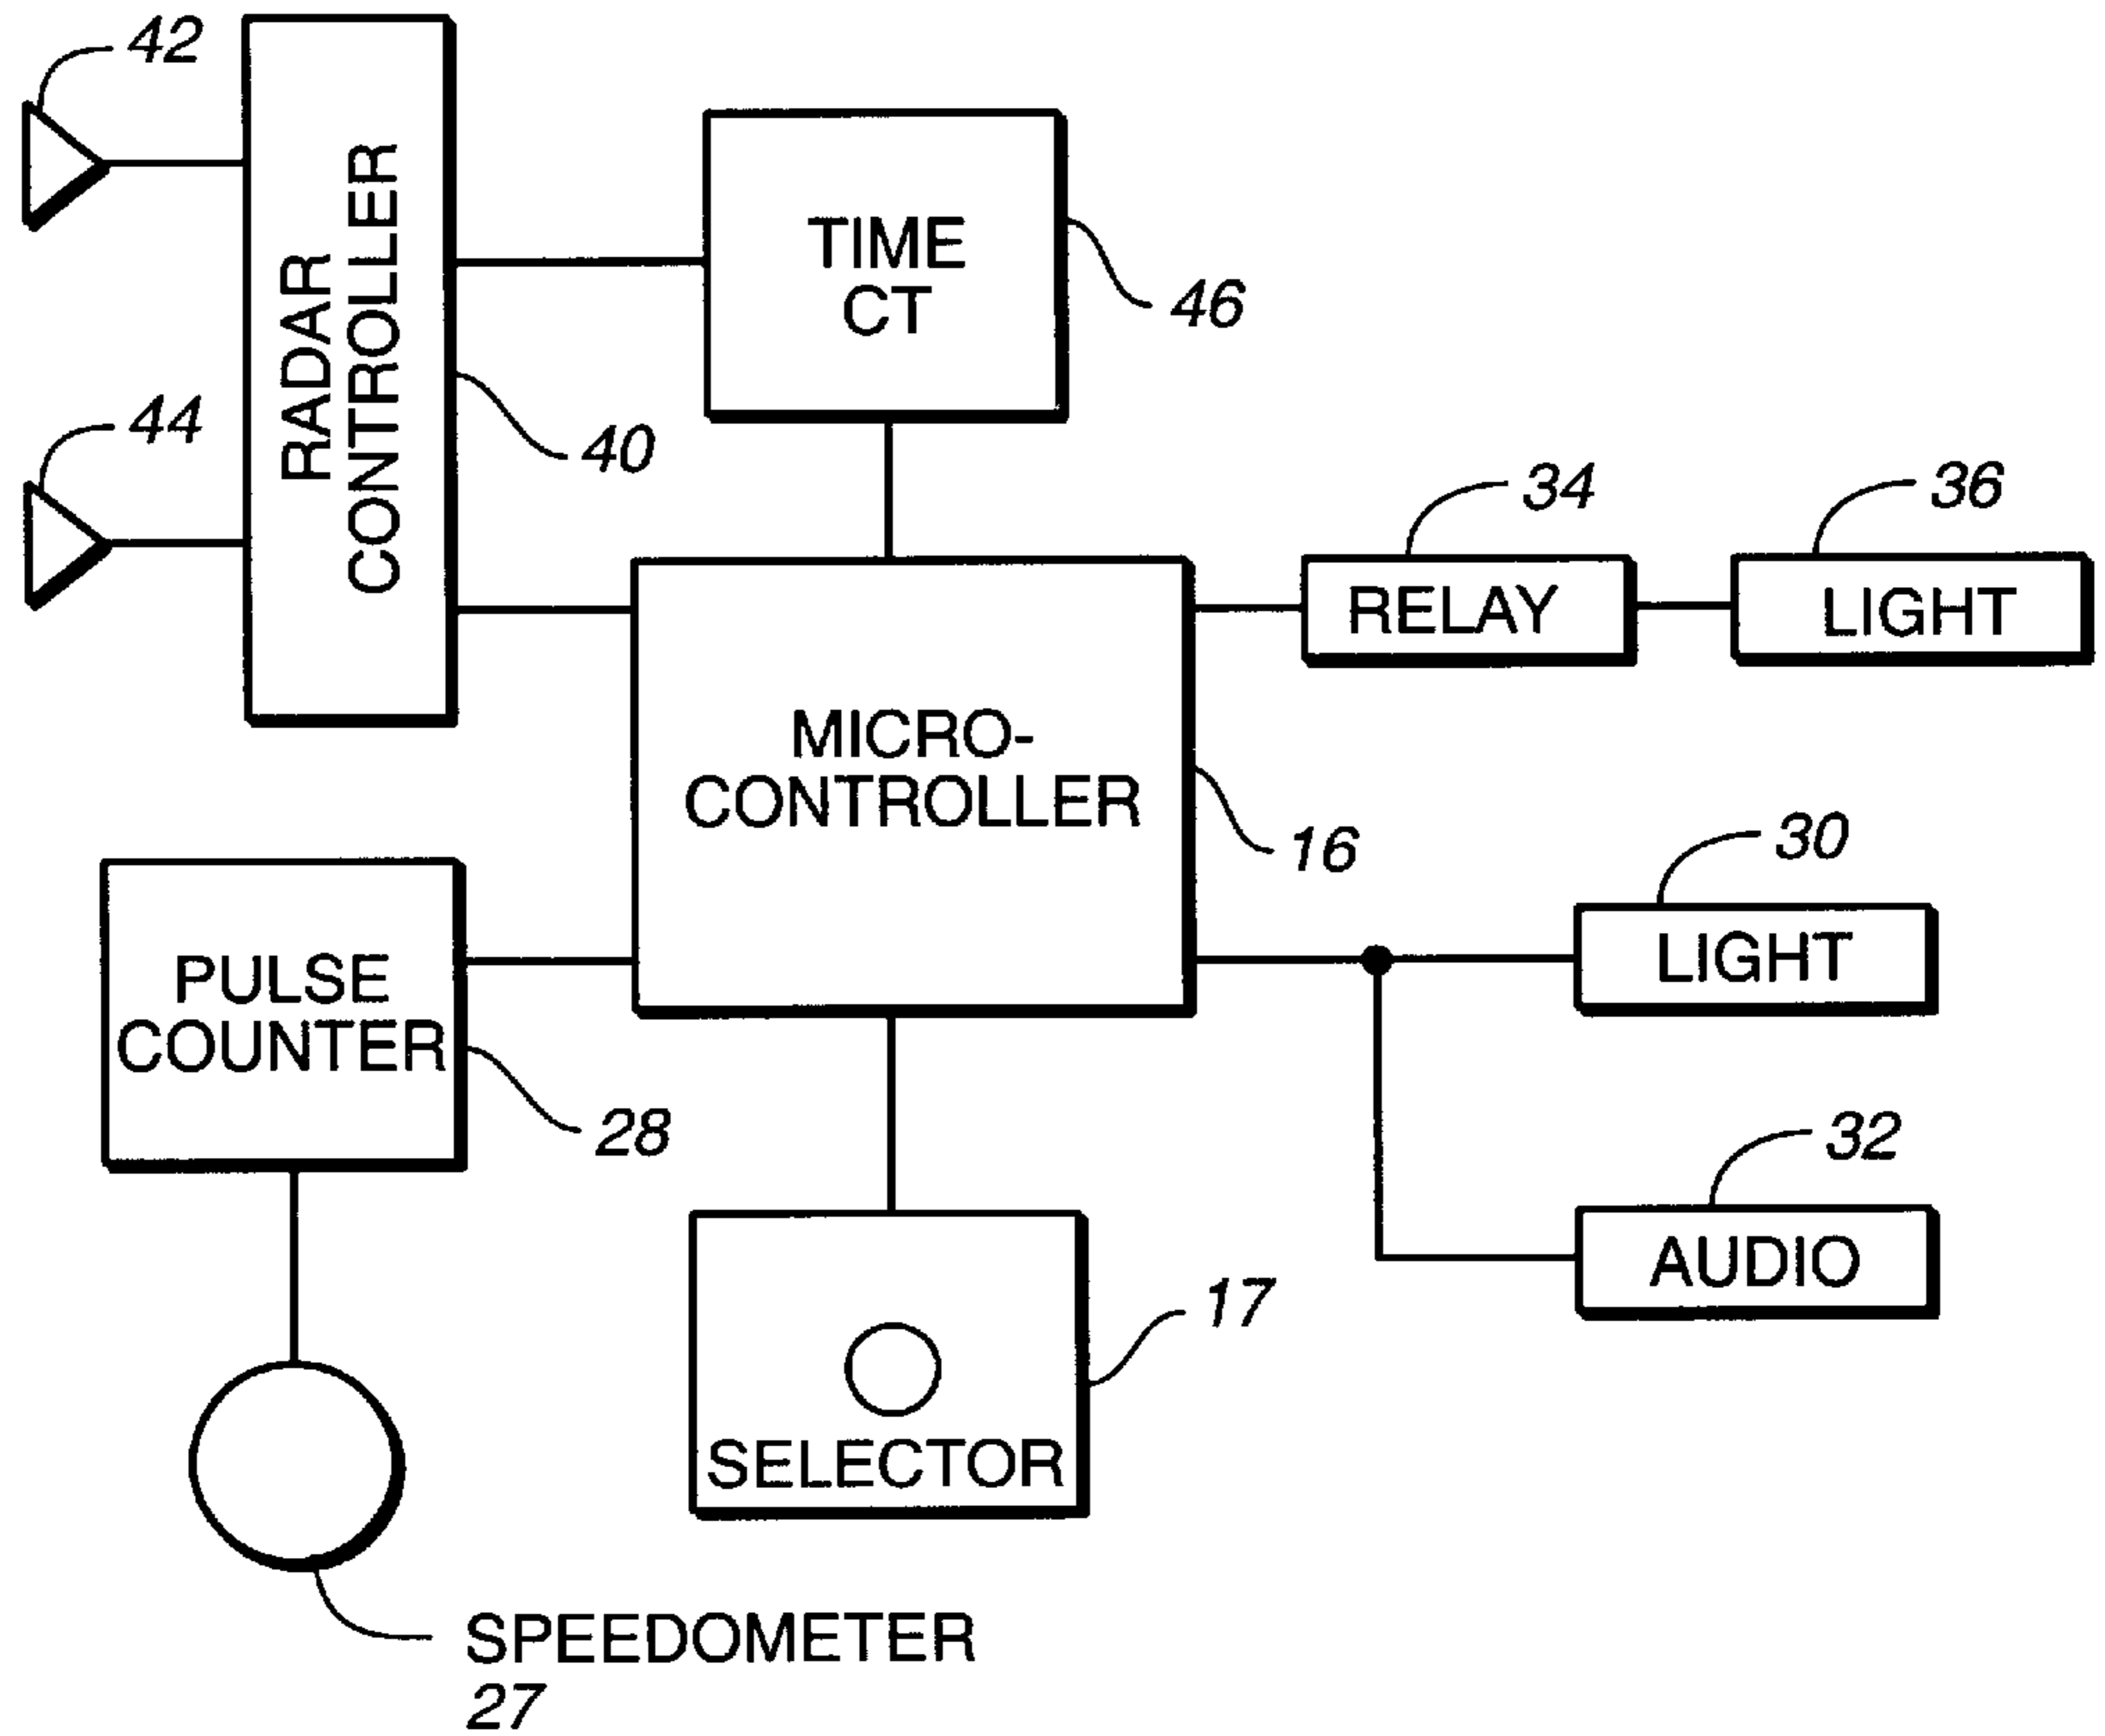 42
RADAR
CONTROLLER
TIME
CT
46
44
40
34
36
RELAY
LIGHT
MICRO-
CONTROLLER
16
30
LIGHT
PULSE
COUNTER
28
32
AUDIO
17
SELECTOR
SPEEDOMETER
27